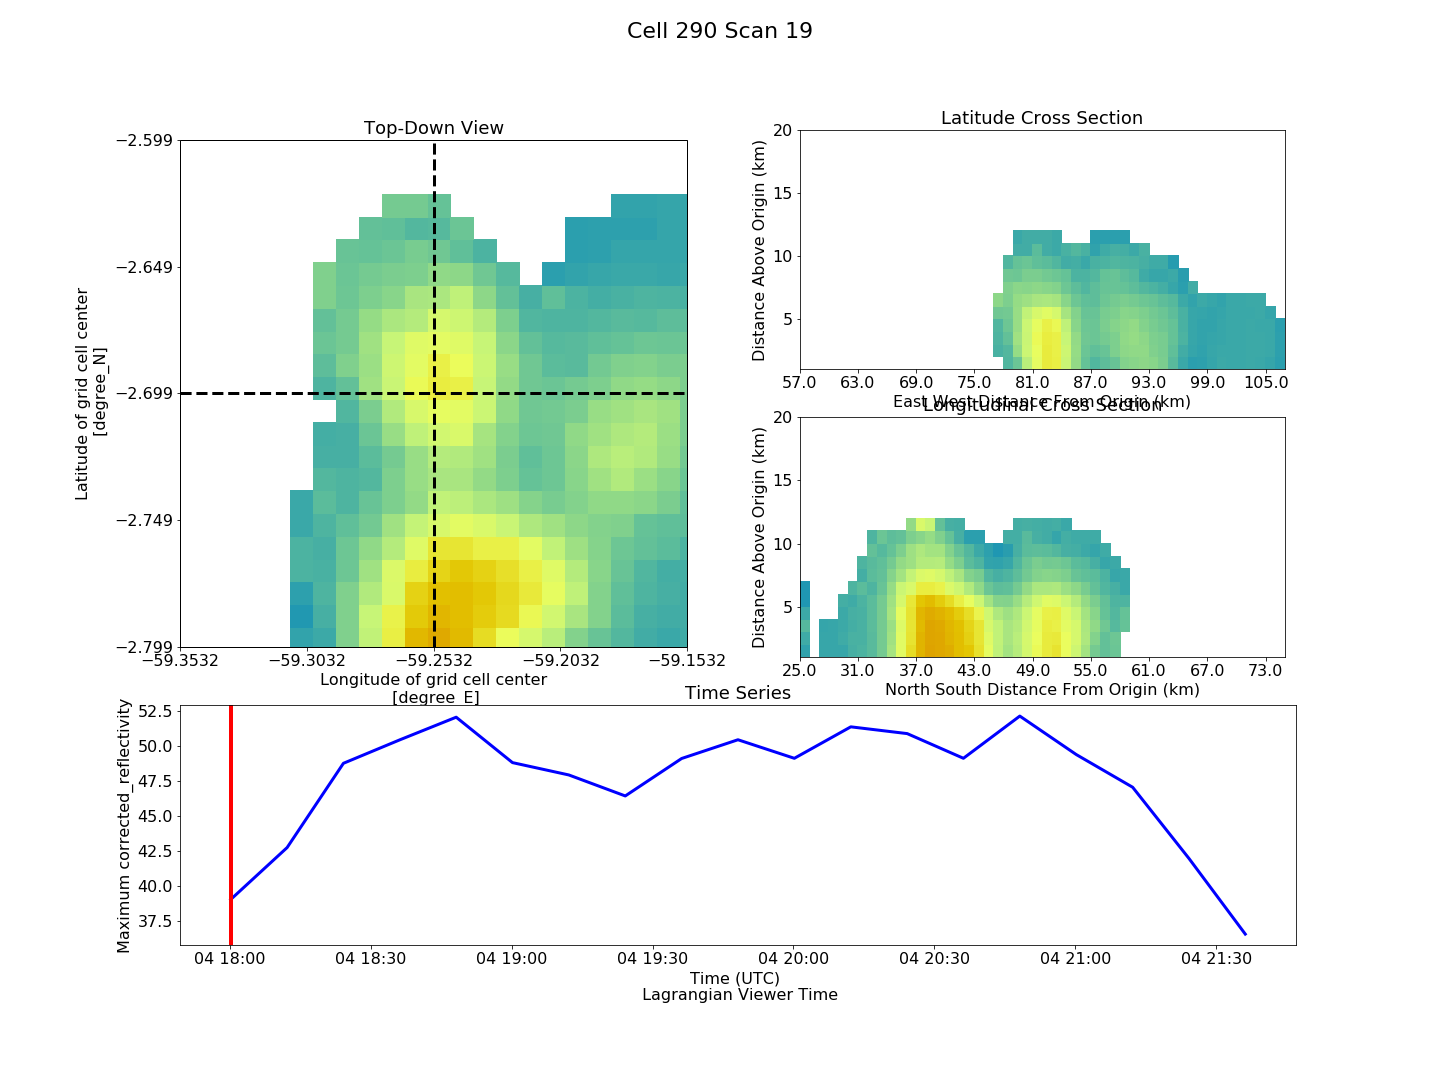 Cell 290 Scan 19
Top-Down View
−2.599
−2.649
−2.699
−2.749
−2.799
Latitude of grid cell center
[degree_N]
−59.3532 −59.3032 −59.2532 −59.2032 −59.1532
Longitude of grid cell center
[degree_E]
Latitude Cross Section
20
15
10
5
Distance Above Origin (km)
57.0 63.0 69.0 75.0 81.0 87.0 93.0 99.0 105.0
East West Distance From Origin (km)
Longitudinal Cross Section
20
15
10
5
Distance Above Origin (km)
25.0 31.0 37.0 43.0 49.0 55.0 61.0 67.0 73.0
North South Distance From Origin (km)
Time Series
52.5
50.0
47.5
45.0
42.5
40.0
37.5
Maximum corrected_reflectivity
04 18:00 04 18:30 04 19:00 04 19:30 04 20:00 04 20:30 04 21:00 04 21:30
Time (UTC)
Lagrangian Viewer Time